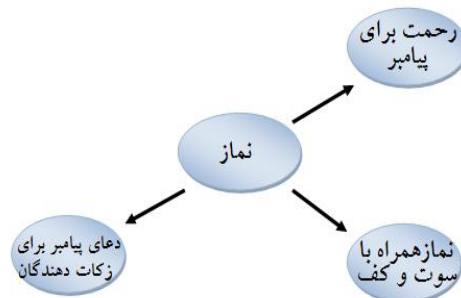 رحمت برای
پیامبر
نماز
دعای پیامبر برای
زکات دهندگان
نمازهمراه با
سوت و کف